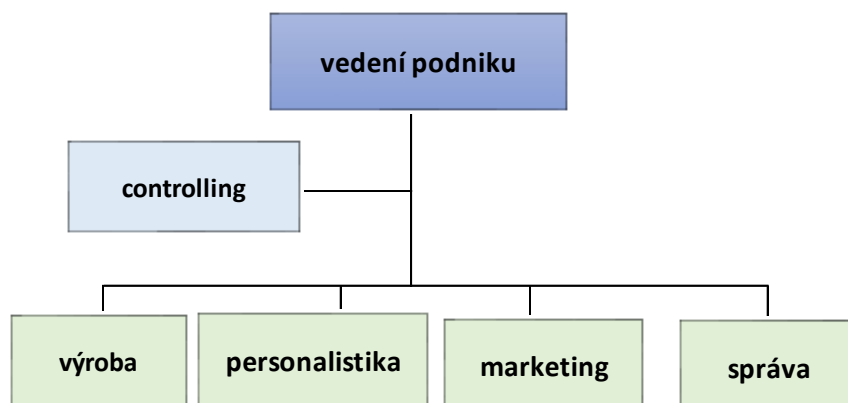 vedení podniku
controlling
výroba
personalistika
marketing
správa